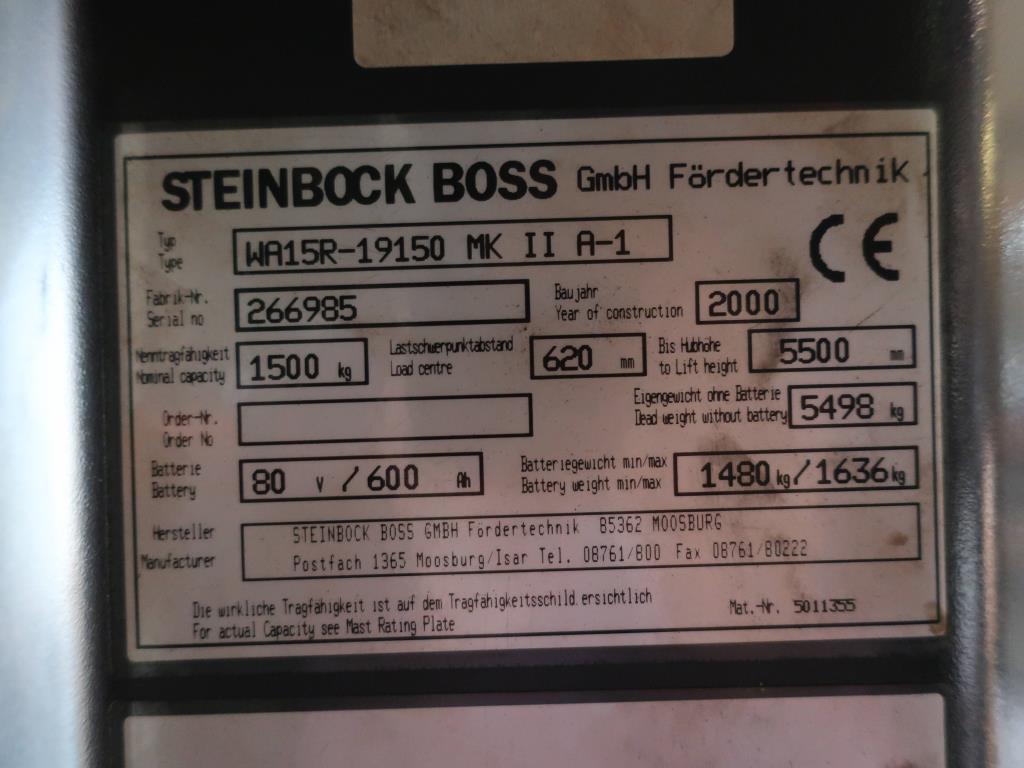 STEINBOCK BOSS GmbH Fördertechnik
Typ
Type
WA15R-19150 MK II A-1
CE
Fabrik-Nr.
Serial no
266985
Baujahr
Year of construction
2000
Nenntragfähigkeit
Nominal capacity
1500 kg
Lastschwerpunktabstand
Load centre
620 mm
Bis Hubhöhe
to Lift height
5500 mm
Order-Nr.
Order No
Eigengewicht ohne Batterie
Dead weight without battery
5498 kg
Batterie
Battery
80 V / 600 Ah
Batteriegewicht min/max
Battery weight min/max
1480 kg / 1636 kg
Hersteller
Manufacturer
STEINBOCK BOSS GMBH Fördertechnik 85362 MOOSBURG
Postfach 1365 Moosburg/Isar Tel. 08761/800 Fax 08761/80222
Die wirkliche Tragfähigkeit ist auf dem Tragfähigkeitsschild ersichtlich
For actual Capacity see Mast Rating Plate
Mat.-Nr. 5011355